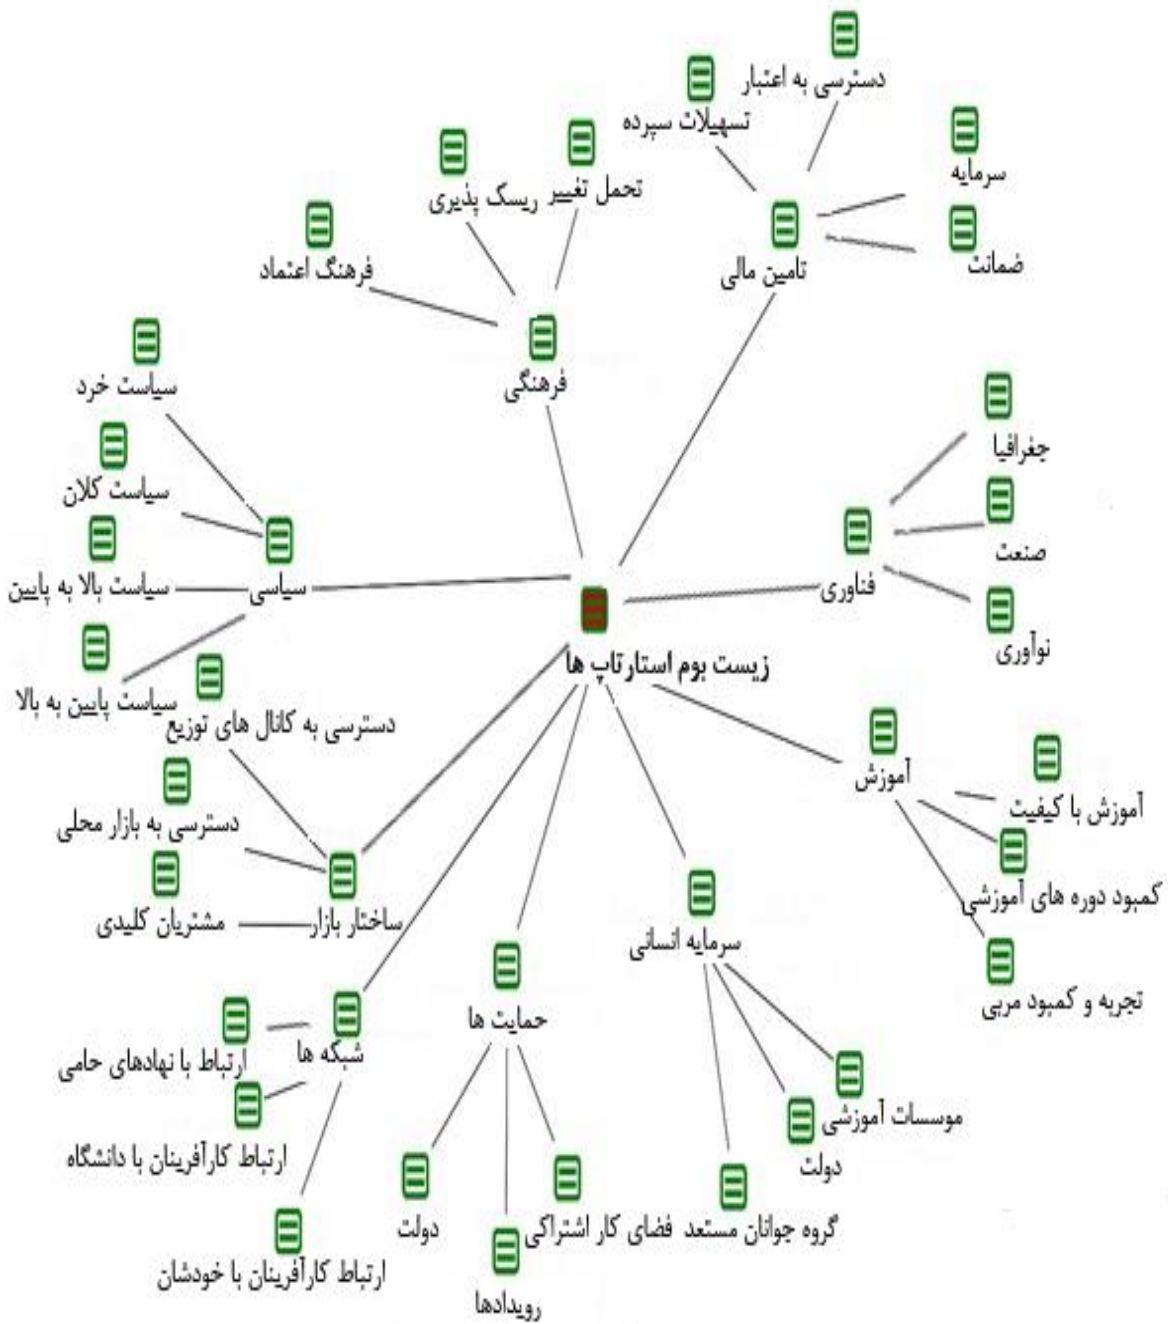 دسترسی به اعتبار
تسهیلات سپرده
سرمایه
تحمل تغییر
ریسک پذیری
فرهنگ اعتماد
ضمانت
تامین مالی
فرهنگی
سیاست خرد
جغرافیا
سیاست کلان
صنعت
فناوری
سیاسی
سیاست بالا به پایین
نوآوری
زیست بوم استارتاپ ها
سیاست پایین به بالا
دسترسی به کانال های توزیع
آموزش
آموزش با کیفیت
دسترسی به بازار محلی
کمبود دوره های آموزشی
ساختار بازار
مشتریان کلیدی
سرمایه انسانی
تجربه و کمبود مربی
حمایت ها
شبکه ها
ارتباط با نهادهای حامی
موسسات آموزشی
ارتباط کارآفرینان با دانشگاه
دولت
گروه جوانان مستعد
فضای کار اشتراکی
دولت
ارتباط کارآفرینان با خودشان
رویدادها